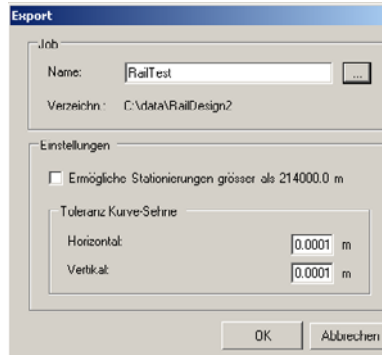 Export
Job
Name: RailTest ...
Verzeichn.: C:\data\RailDesign2
Einstellungen
Ermögliche Stationierungen grösser als 214000.0 m
Toleranz Kurve-Sehne
Horizontal: 0.0001 m
Vertikal: 0.0001 m
OK Abbrechen